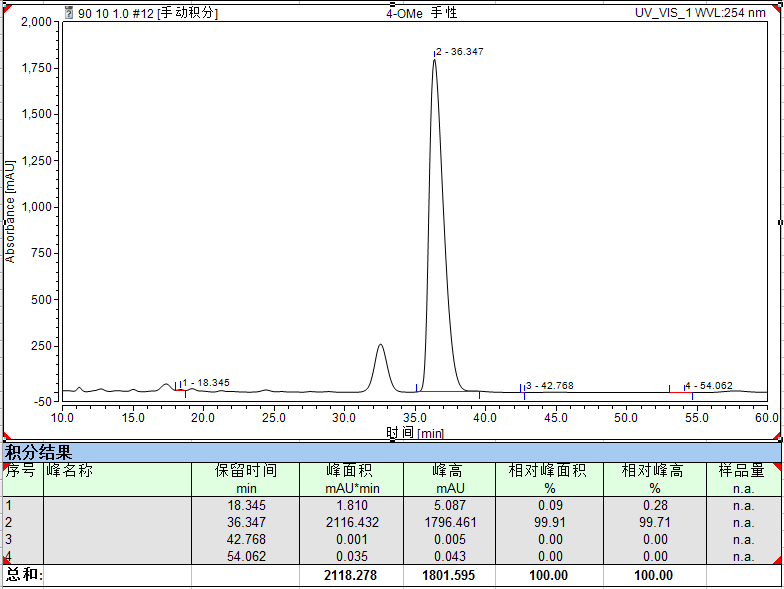 90 10 1.0 #12 [手动积分] 4-OMe 手性 UV_VIS_1 WVL:254 nm
2,000
1,750
1,500
1,250
1,000
750
500
250
-50
Absorbance [mAU]
2 - 36.347
1 - 18.345
3 - 42.768
4 - 54.062
10.0 15.0 20.0 25.0 30.0 35.0 40.0 45.0 50.0 55.0 60.0
时间 [min]
积分结果
序号 峰名称 保留时间 峰面积 峰高 相对峰面积 相对峰高 样品量
min mAU*min mAU % % n.a.
1 18.345 1.810 5.087 0.09 0.28 n.a.
2 36.347 2116.432 1796.461 99.91 99.71 n.a.
3 42.768 0.001 0.005 0.00 0.00 n.a.
4 54.062 0.035 0.043 0.00 0.00 n.a.
总和: 2118.278 1801.595 100.00 100.00